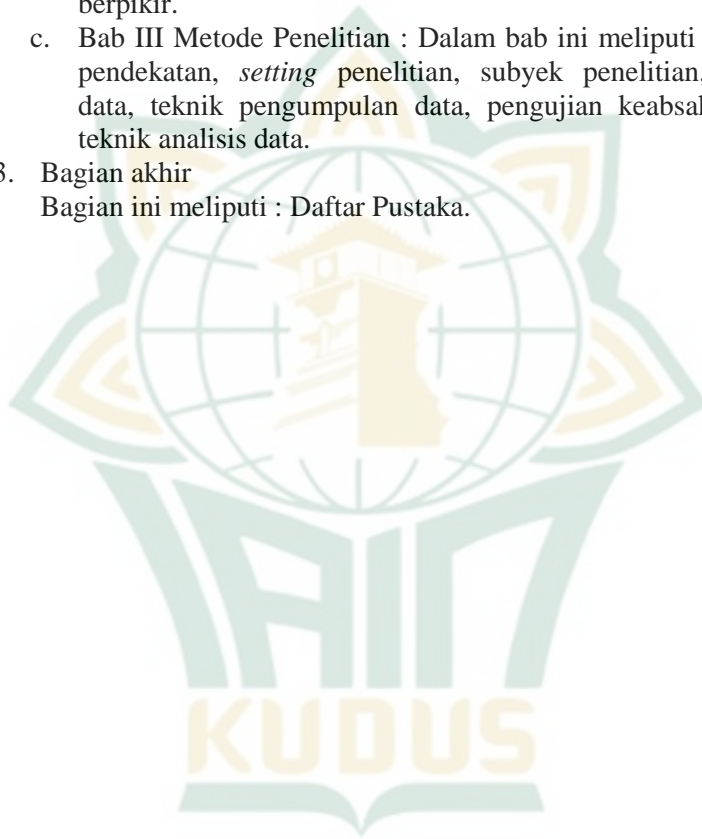 berpikir.
c. Bab III Metode Penelitian : Dalam bab ini meliputi
pendekatan, setting penelitian, subyek penelitian,
data, teknik pengumpulan data, pengujian
teknik analisis data.
3. Bagian akhir
Bagian ini meliputi : Daftar Pustaka.
IAIN
KUDUS